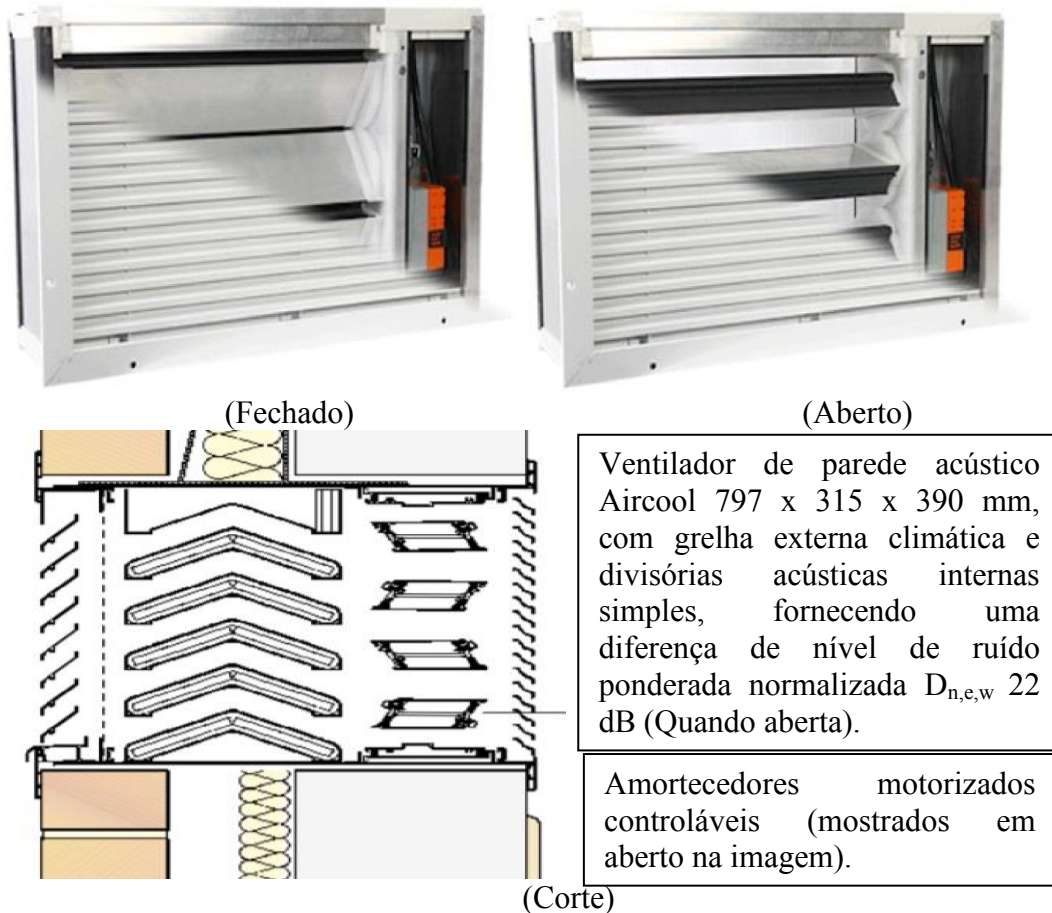 (Fechado)
(Aberto)
Ventilador de parede acústico
Aircool 797 x 315 x 390 mm,
com grelha externa climática e
divisórias acústicas internas
simples, fornecendo uma
diferença de nível de ruído
ponderada normalizada Dn,e,w 22
dB (Quando aberta).
Amortecedores motorizados
controláveis (mostrados em
aberto na imagem).
(Corte)